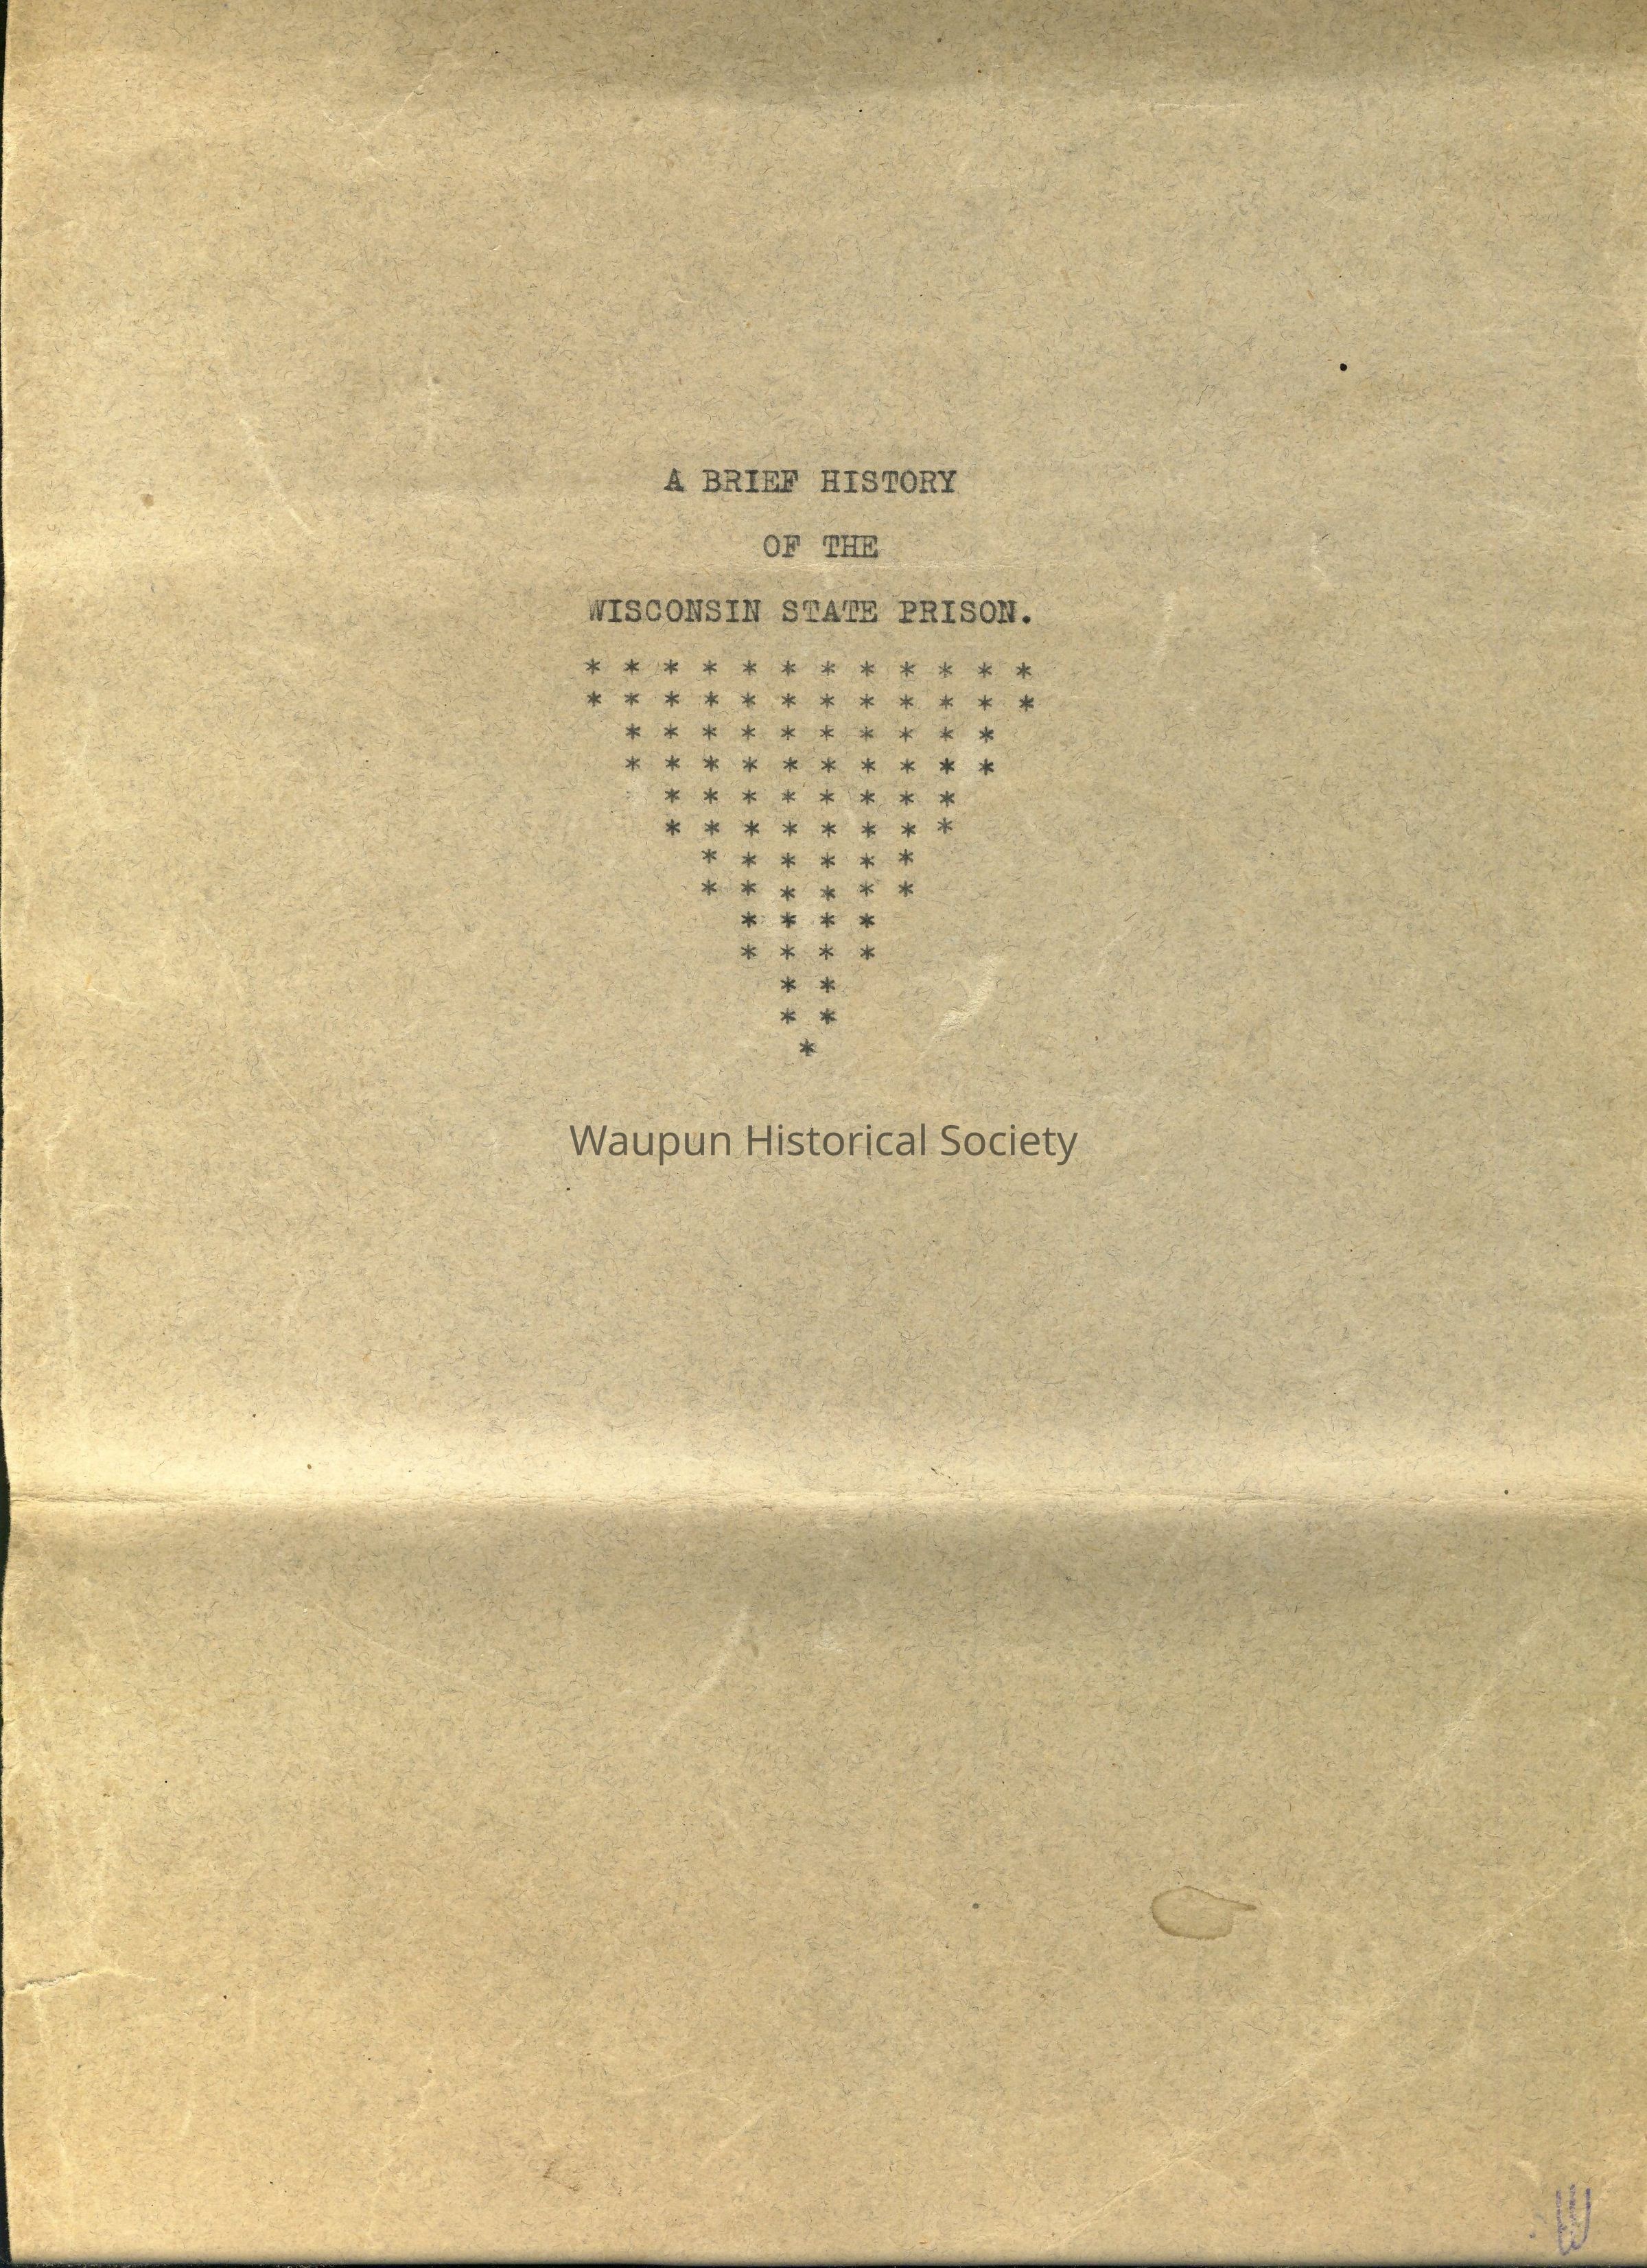 A BRIEF HISTORY
OF THE
WISCONSIN STATE PRISON.
* * * * * * * * * * * *
* * * * * * * * * * * *
* * * * * * * * * *
* * * * * * * * * *
* * * * * * * *
* * * * * * * *
* * * * * *
* * * * * *
* * * *
* * * *
* *
* *
*
Waupun Historical Society